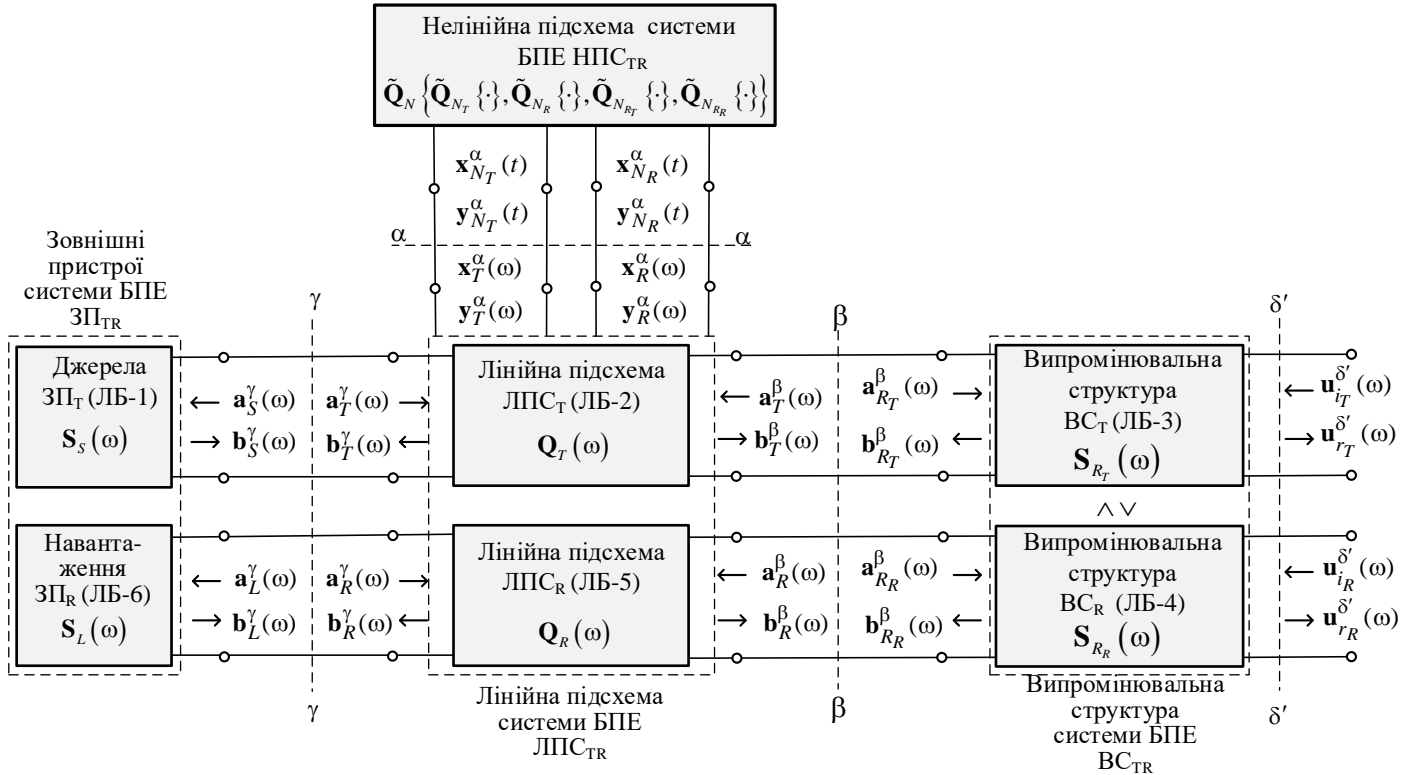 Нелінійна підсхема системи
БПЕ НПС_TR
Q̃_N {Q̃_{N_T} {·}, Q̃_{N_R} {·}, Q̃_{N_{R_T}} {·}, Q̃_{N_{R_R}} {·}}
x^α_{N_T}(t) x^α_{N_R}(t)
y^α_{N_T}(t) y^α_{N_R}(t)
α α
x^α_T(ω) x^α_R(ω)
y^α_T(ω) y^α_R(ω)
Зовнішні
пристрої
системи БПЕ
ЗП_TR
γ
β
δ′
Джерела
ЗП_T (ЛБ-1)
S_S(ω)
a^γ_S(ω) a^γ_T(ω)
b^γ_S(ω) b^γ_T(ω)
Лінійна підсхема
ЛПС_T (ЛБ-2)
Q_T(ω)
a^β_T(ω) a^β_{R_T}(ω)
b^β_T(ω) b^β_{R_T}(ω)
Випромінювальна
структура
ВС_T (ЛБ-3)
S_{R_T}(ω)
u^{δ′}_{i_T}(ω)
u^{δ′}_{r_T}(ω)
Наванта-
ження
ЗП_R (ЛБ-6)
S_L(ω)
a^γ_L(ω) a^γ_R(ω)
b^γ_L(ω) b^γ_R(ω)
Лінійна підсхема
ЛПС_R (ЛБ-5)
Q_R(ω)
a^β_R(ω) a^β_{R_R}(ω)
b^β_R(ω) b^β_{R_R}(ω)
Випромінювальна
структура
ВС_R (ЛБ-4)
S_{R_R}(ω)
u^{δ′}_{i_R}(ω)
u^{δ′}_{r_R}(ω)
γ
Лінійна підсхема
системи БПЕ
ЛПС_TR
β
Випромінювальна
структура
системи БПЕ
ВС_TR
δ′